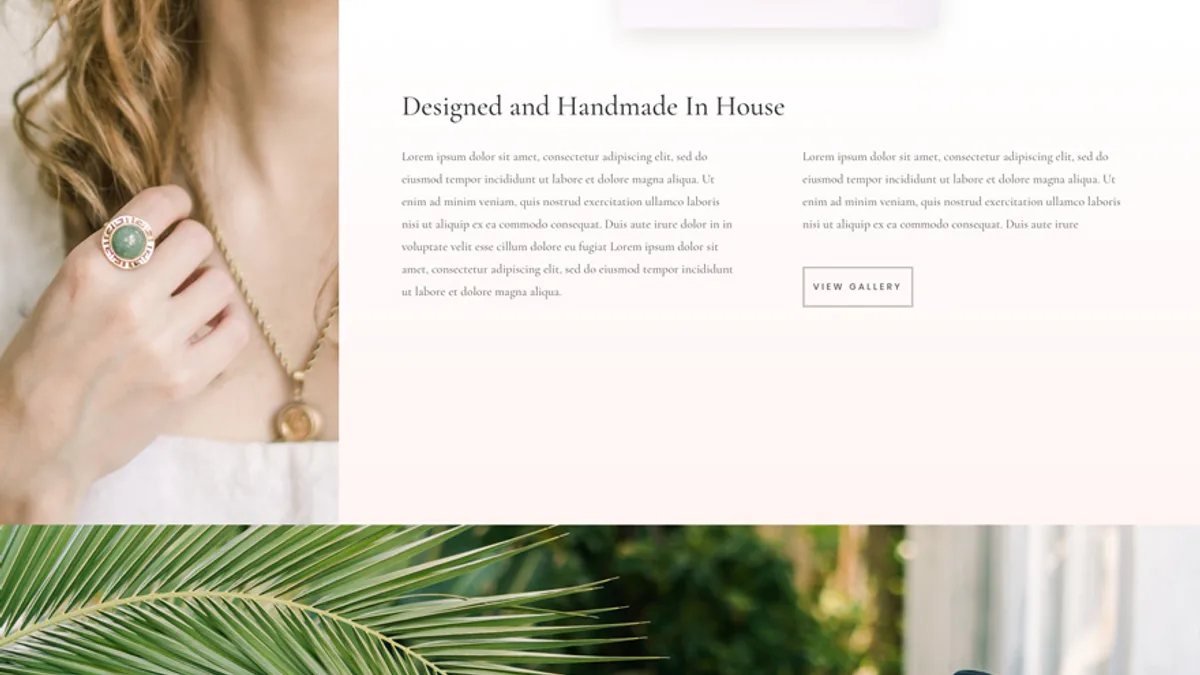 Designed and Handmade In House
Lorem ipsum dolor sit amet, consectetur adipiscing elit, sed do
eiusmod tempor incididunt ut labore et dolore magna aliqua. Ut
enim ad minim veniam, quis nostrud exercitation ullamco laboris
nisi ut aliquip ex ea commodo consequat. Duis aute irure dolor in in
voluptate velit esse cillum dolore eu fugiat Lorem ipsum dolor sit
amet, consectetur adipiscing elit, sed do eiusmod tempor incididunt
ut labore et dolore magna aliqua.
Lorem ipsum dolor sit amet, consectetur adipiscing elit, sed do
eiusmod tempor incididunt ut labore et dolore magna aliqua. Ut
enim ad minim veniam, quis nostrud exercitation ullamco laboris
nisi ut aliquip ex ea commodo consequat. Duis aute irure
VIEW GALLERY